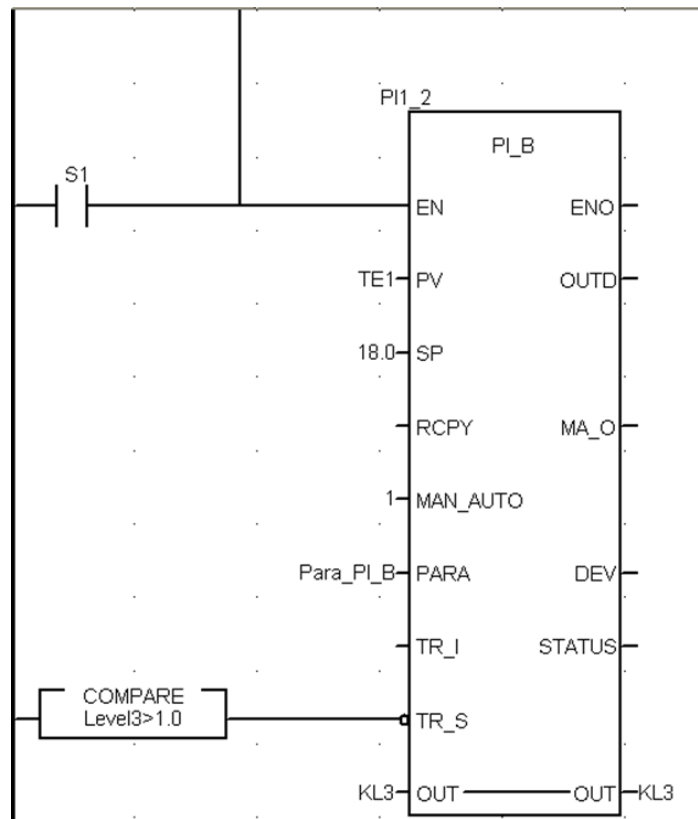 PI1_2
PI_B
S1
EN ENO
TE1 PV OUTD
18.0 SP
RCPY MA_O
1 MAN_AUTO
Para_PI_B PARA DEV
TR_I STATUS
COMPARE
Level3>1.0
TR_S
KL3 OUT OUT KL3